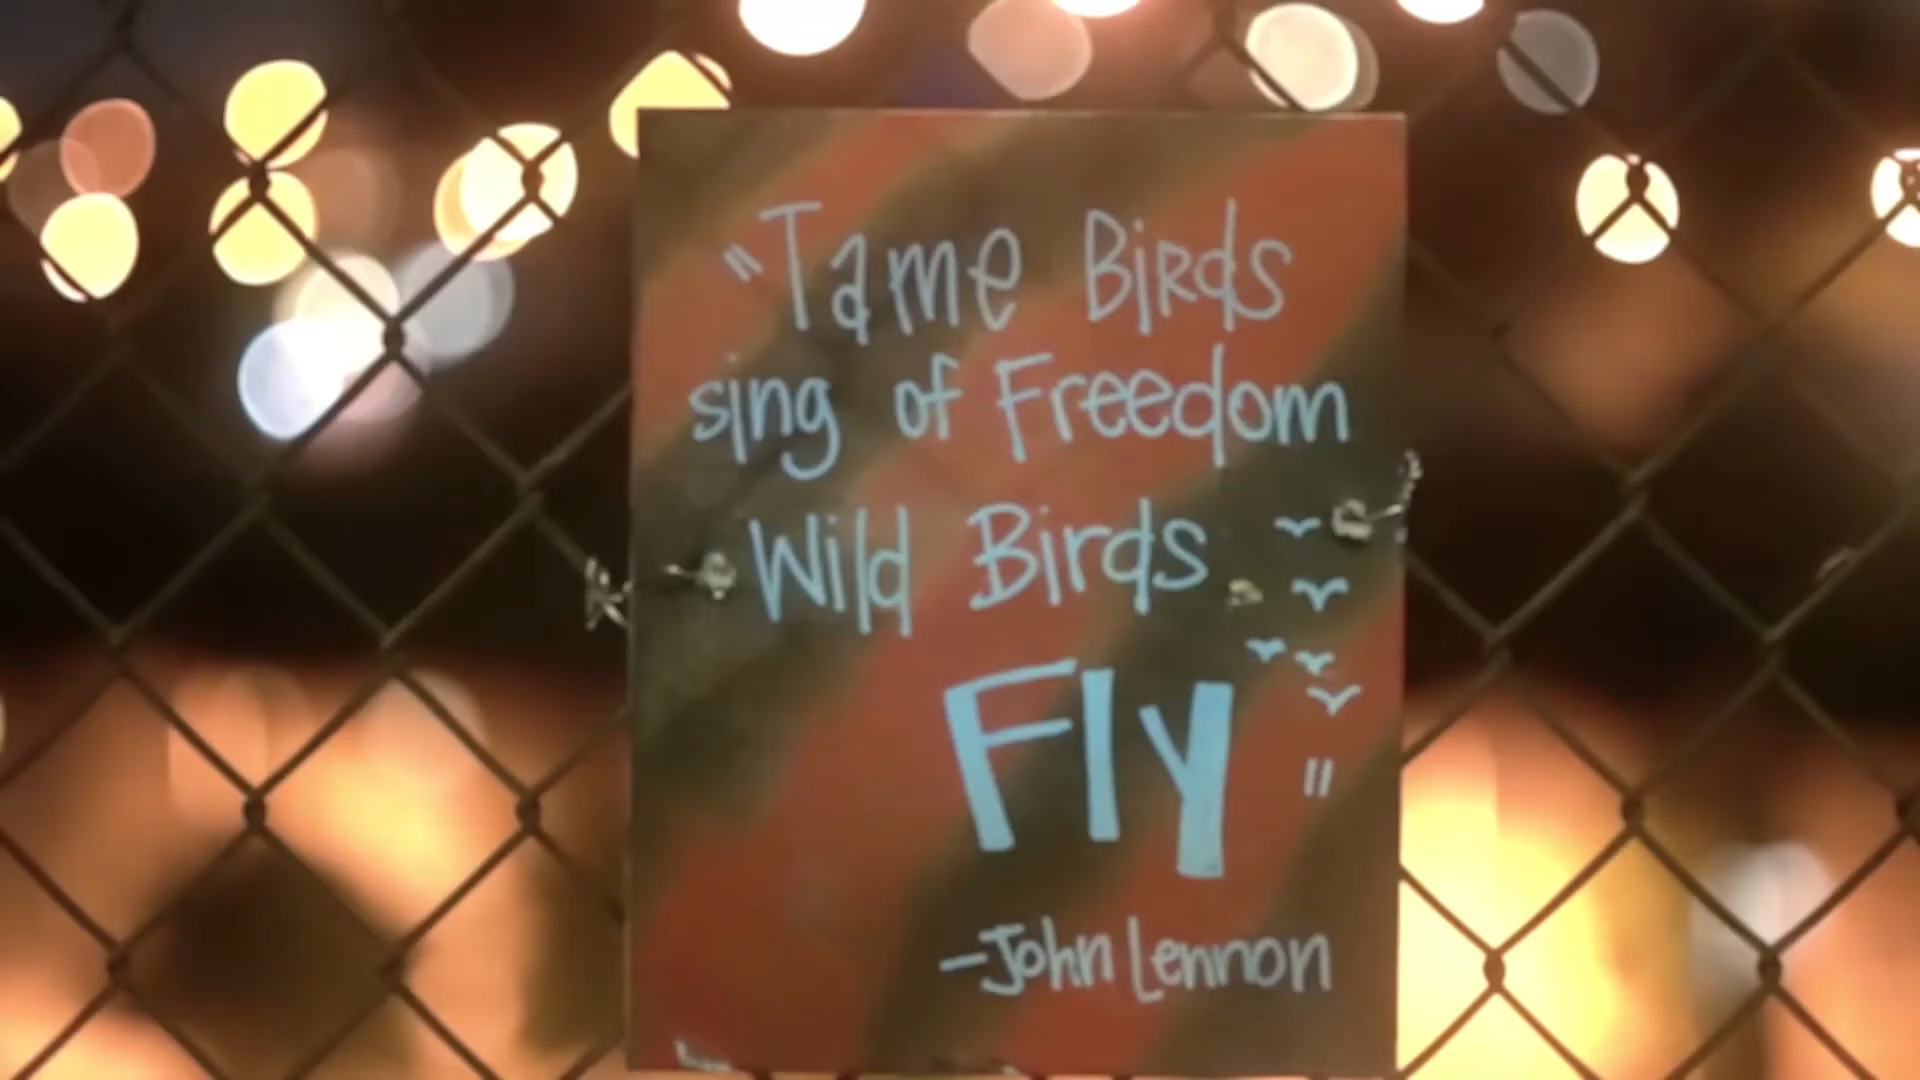 "Tame Birds
sing of Freedom
Wild Birds
Fly"
-John Lennon